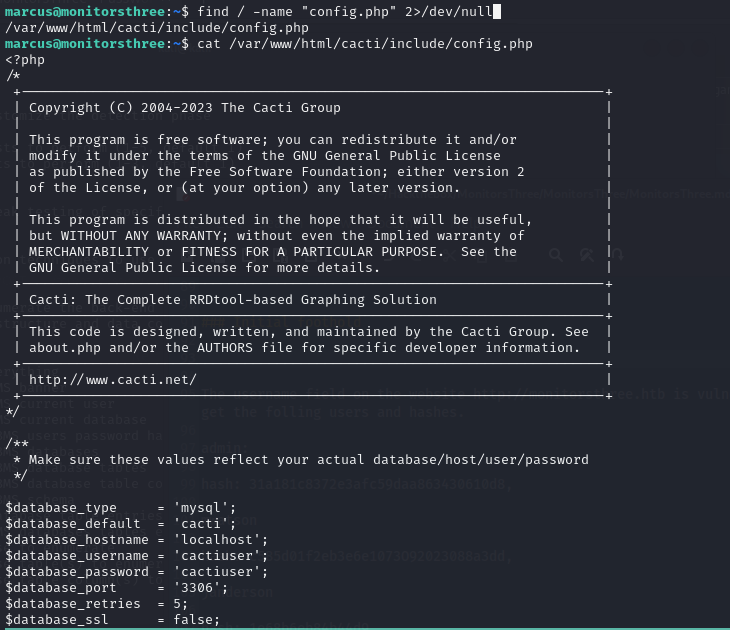 marcus@monitorsthree:~$ find / -name "config.php" 2>/dev/null
/var/www/html/cacti/include/config.php
marcus@monitorsthree:~$ cat /var/www/html/cacti/include/config.php
<?php
/*
 +-------------------------------------------------------------------------+
 | Copyright (C) 2004-2023 The Cacti Group                                 |
 |                                                                         |
 | This program is free software; you can redistribute it and/or           |
 | modify it under the terms of the GNU General Public License             |
 | as published by the Free Software Foundation; either version 2          |
 | of the License, or (at your option) any later version.                  |
 |                                                                         |
 | This program is distributed in the hope that it will be useful,         |
 | but WITHOUT ANY WARRANTY; without even the implied warranty of          |
 | MERCHANTABILITY or FITNESS FOR A PARTICULAR PURPOSE.  See the           |
 | GNU General Public License for more details.                            |
 +-------------------------------------------------------------------------+
 | Cacti: The Complete RRDtool-based Graphing Solution                     |
 +-------------------------------------------------------------------------+
 | This code is designed, written, and maintained by the Cacti Group. See  |
 | about.php and/or the AUTHORS file for specific developer information.   |
 +-------------------------------------------------------------------------+
 | http://www.cacti.net/                                                   |
 +-------------------------------------------------------------------------+
*/
/**
 * Make sure these values reflect your actual database/host/user/password
 */
$database_type     = 'mysql';
$database_default  = 'cacti';
$database_hostname = 'localhost';
$database_username = 'cactiuser';
$database_password = 'cactiuser';
$database_port     = '3306';
$database_retries  = 5;
$database_ssl      = false;